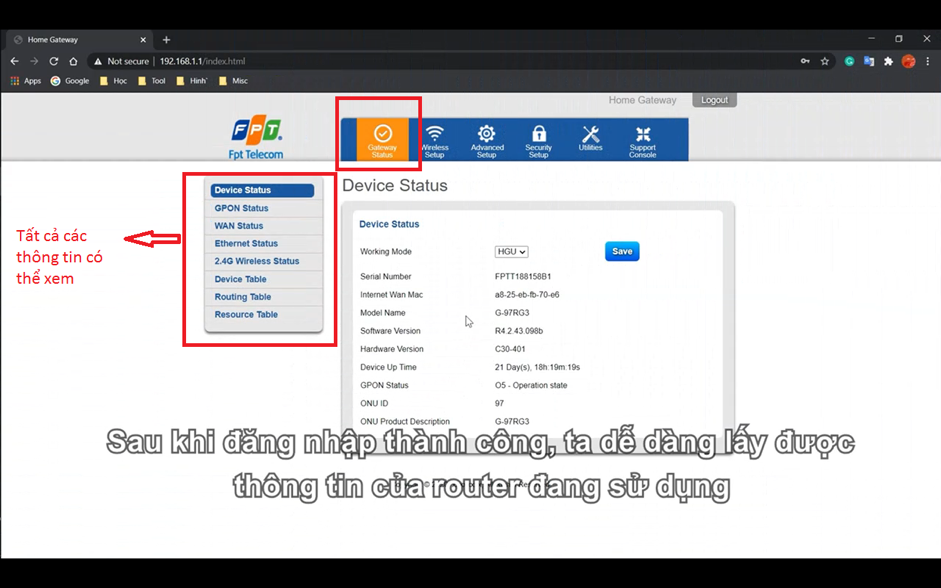 Home Gateway
Not secure | 192.168.1.1/index.html
Apps Google Học Tool Hinh' Misc
Home Gateway Logout
FPT
Fpt Telecom
Gateway Status
Wireless Setup
Advanced Setup
Security Setup
Utilities
Support Console
Device Status
GPON Status
WAN Status
Ethernet Status
2.4G Wireless Status
Device Table
Routing Table
Resource Table
Tất cả các
thông tin có
thể xem
Device Status
Device Status
Working Mode HGU Save
Serial Number FPTT188158B1
Internet Wan Mac a8-25-eb-fb-70-e6
Model Name G-97RG3
Software Version R4.2.43.098b
Hardware Version C30-401
Device Up Time 21 Day(s), 18h:19m:19s
GPON Status O5 - Operation state
ONU ID 97
ONU Product Description G-97RG3
Sau khi đăng nhập thành công, ta dễ dàng lấy được
thông tin của router đang sử dụng